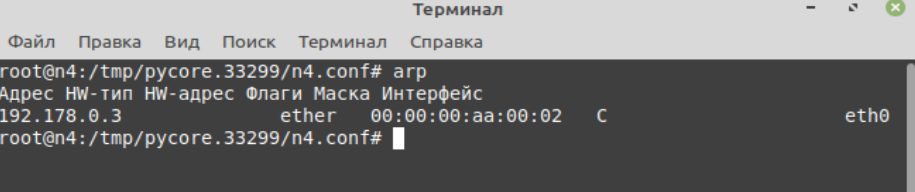 Терминал
Файл Правка Вид Поиск Терминал Справка
root@n4:/tmp/pycore.33299/n4.conf# arp
Адрес HW-тип HW-адрес Флаги Маска Интерфейс
192.178.0.3 ether 00:00:00:aa:00:02 C eth0
root@n4:/tmp/pycore.33299/n4.conf#